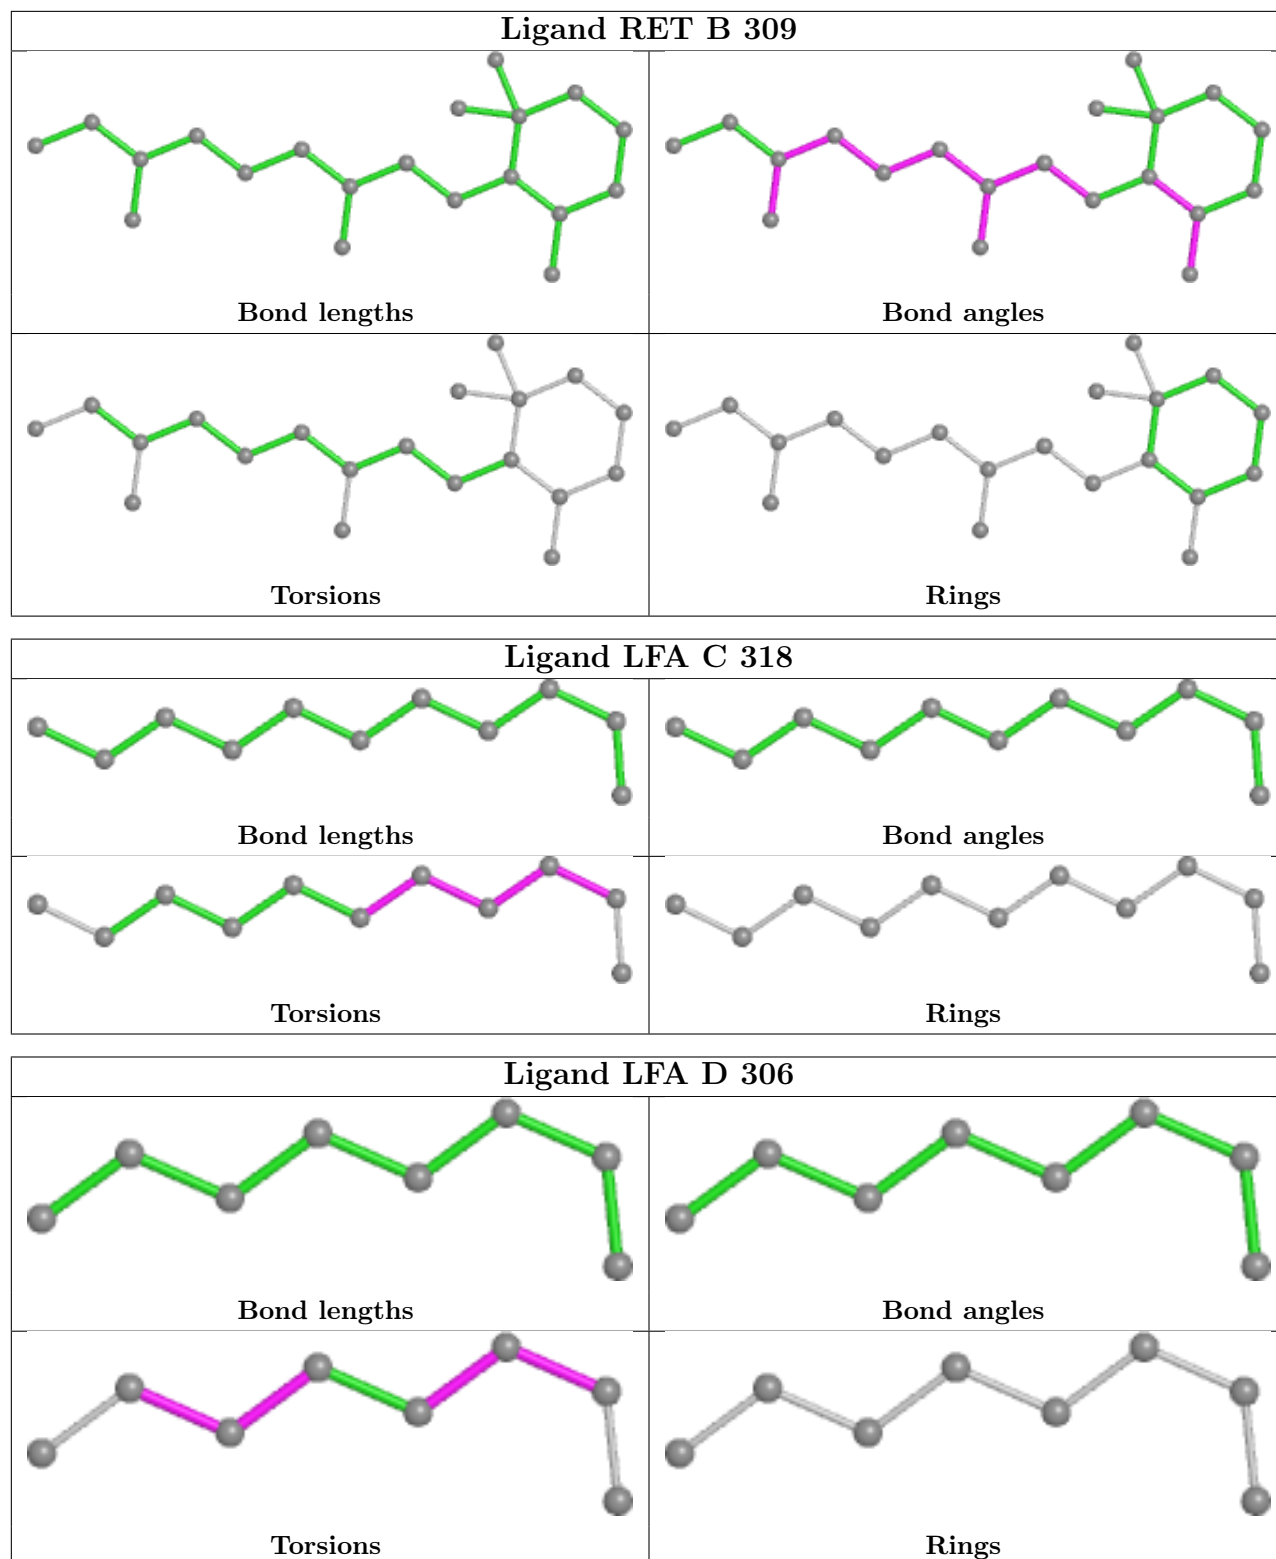 Ligand RET B 309
Bond lengths
Bond angles
Torsions
Rings
Ligand LFA C 318
Bond lengths
Bond angles
Torsions
Rings
Ligand LFA D 306
Bond lengths
Bond angles
Torsions
Rings